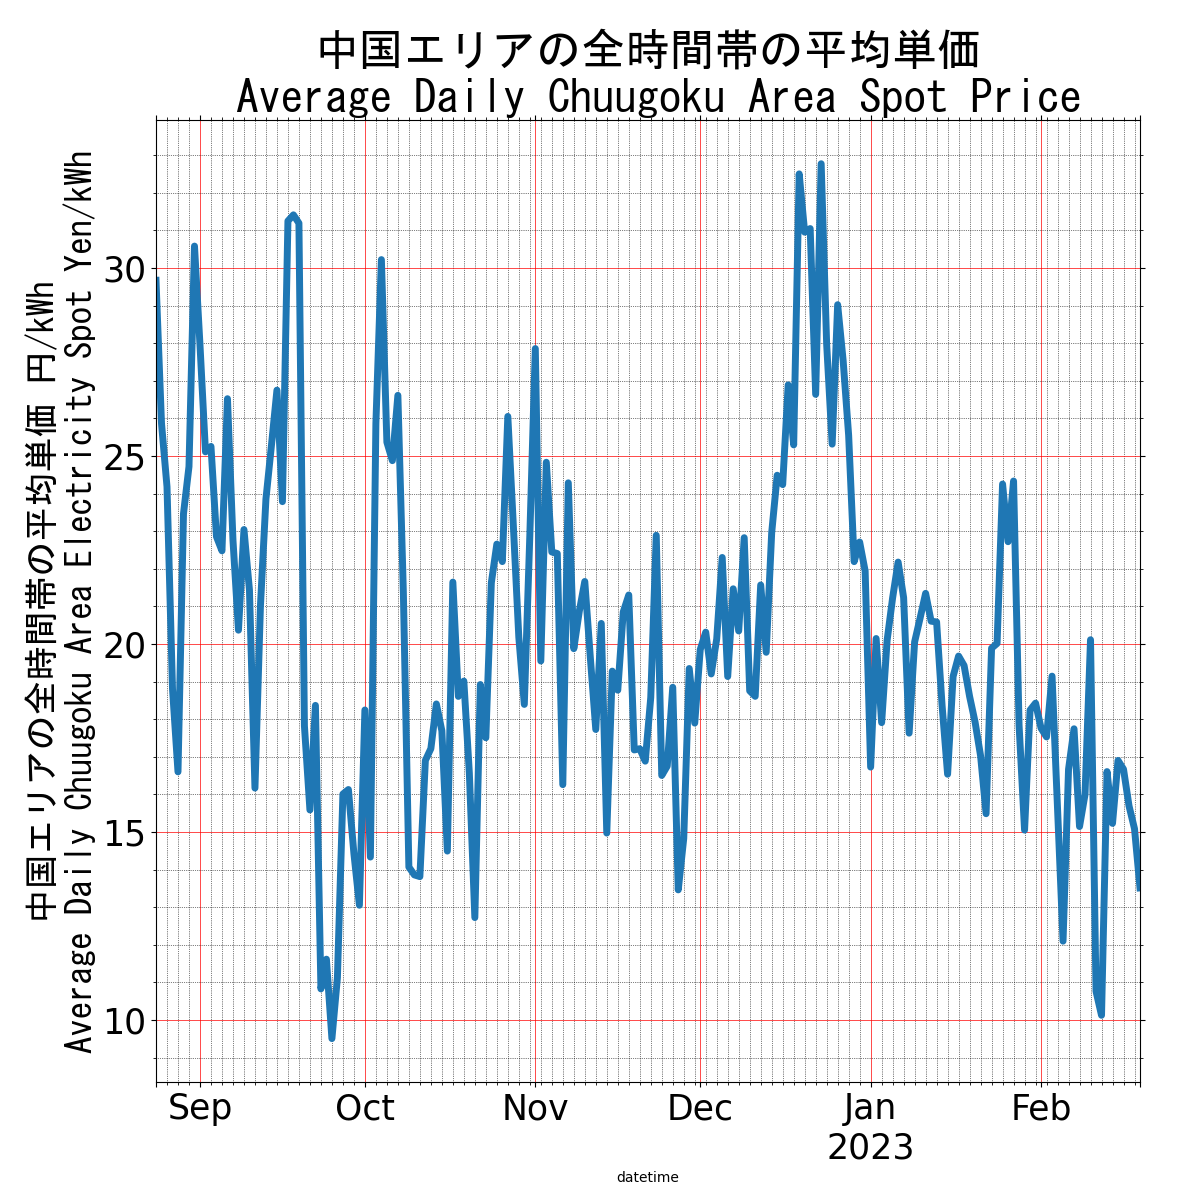 中国エリアの全時間帯の平均単価
Average Daily Chuugoku Area Spot Price
中国エリアの全時間帯の平均単価 円/kWh
Average Daily Chuugoku Area Electricity Spot Yen/kWh
30
25
20
15
10
Sep Oct Nov Dec Jan Feb
2023
datetime